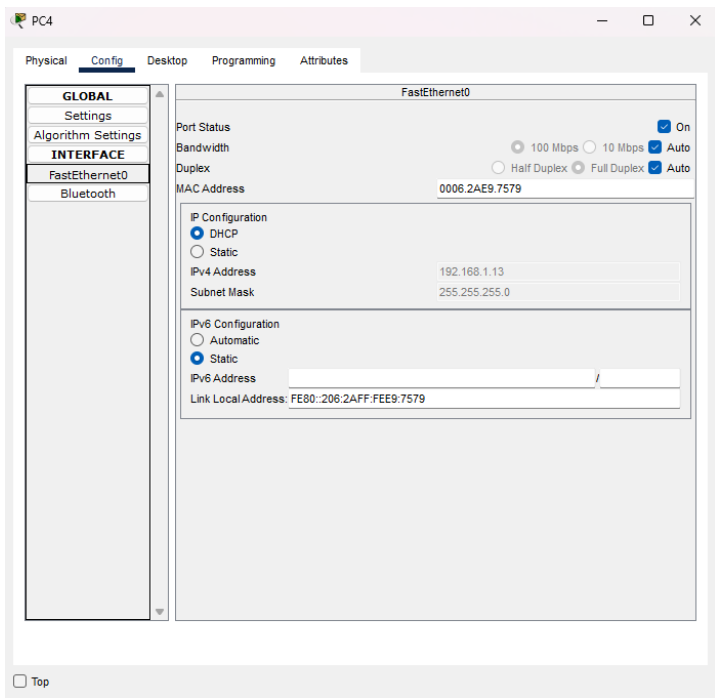 PC4
Physical Config Desktop Programming Attributes
GLOBAL
Settings
Algorithm Settings
INTERFACE
FastEthernet0
Bluetooth
FastEthernet0
Port Status On
Bandwidth 100 Mbps 10 Mbps Auto
Duplex Half Duplex Full Duplex Auto
MAC Address 0006.2AE9.7579
IP Configuration
DHCP
Static
IPv4 Address 192.168.1.13
Subnet Mask 255.255.255.0
IPv6 Configuration
Automatic
Static
IPv6 Address /
Link Local Address: FE80::206:2AFF:FEE9:7579
Top